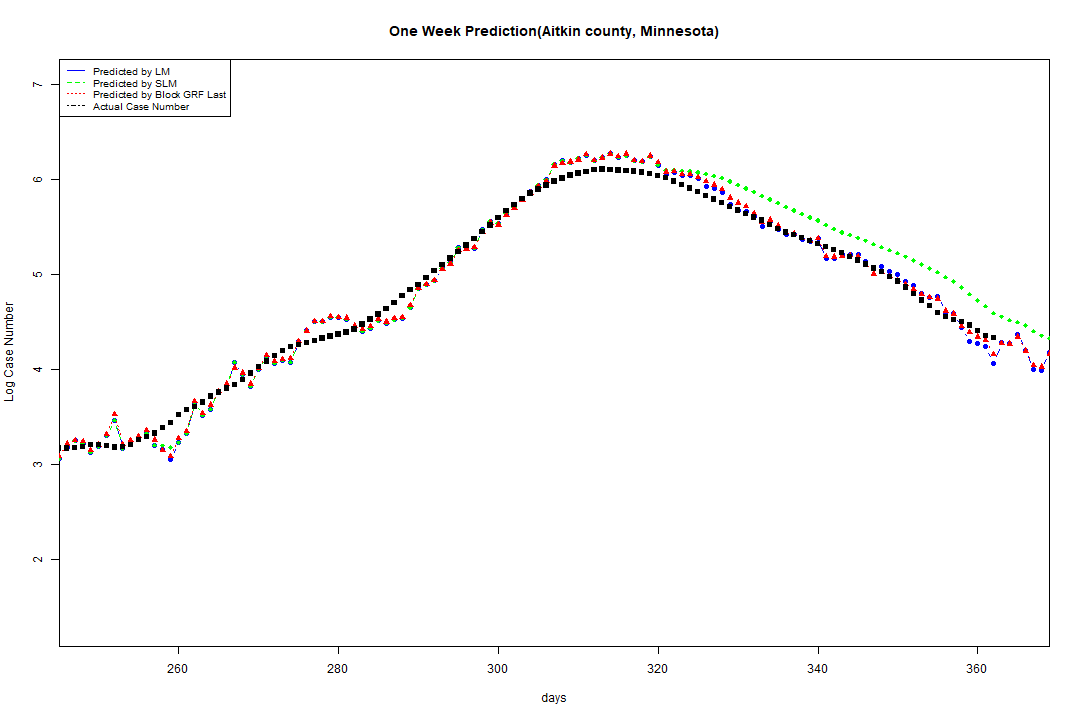 One Week Prediction(Aitkin county, Minnesota)
Predicted by LM
Predicted by SLM
Predicted by Block GRF Last
Actual Case Number
7
6
5
4
3
2
Log Case Number
260 280 300 320 340 360
days